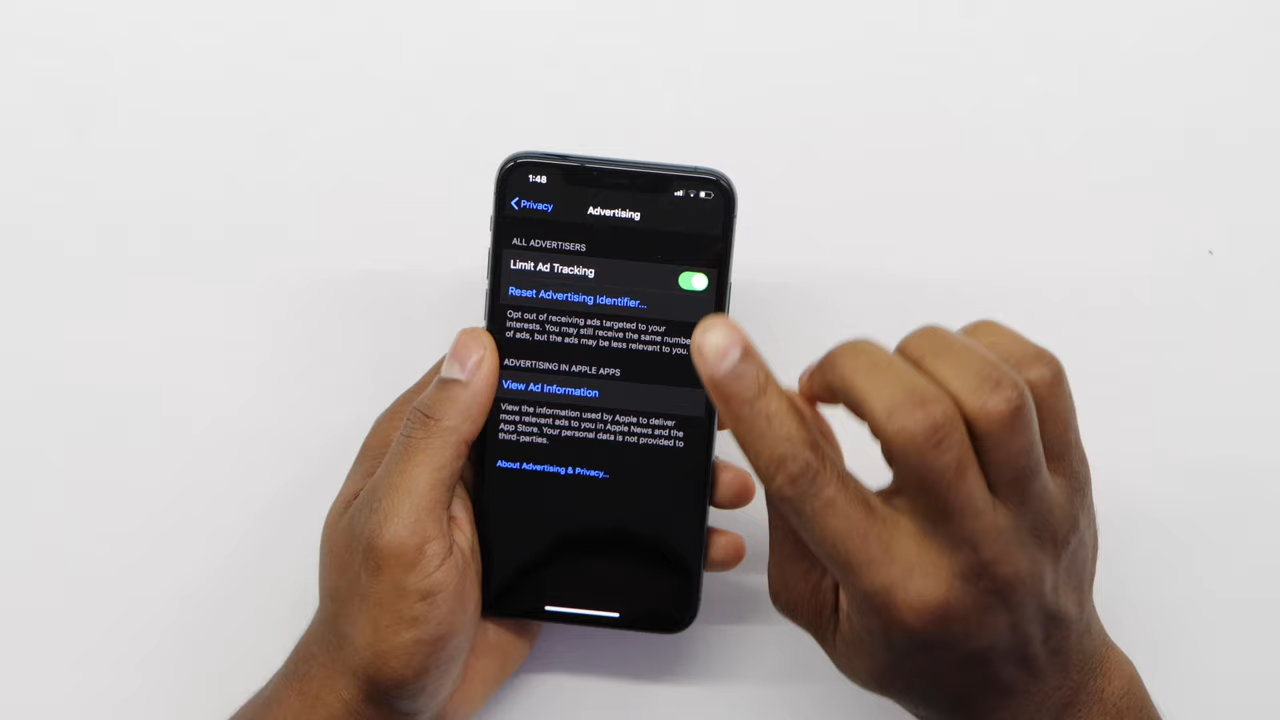 1:48
Privacy
Advertising
ALL ADVERTISERS
Limit Ad Tracking
Reset Advertising Identifier...
Opt out of receiving ads targeted to your
interests. You may still receive the same number
of ads, but the ads may be less relevant to you.
ADVERTISING IN APPLE APPS
View Ad Information
View the information used by Apple to deliver
more relevant ads to you in Apple News and the
App Store. Your personal data is not provided to
third-parties.
About Advertising & Privacy...